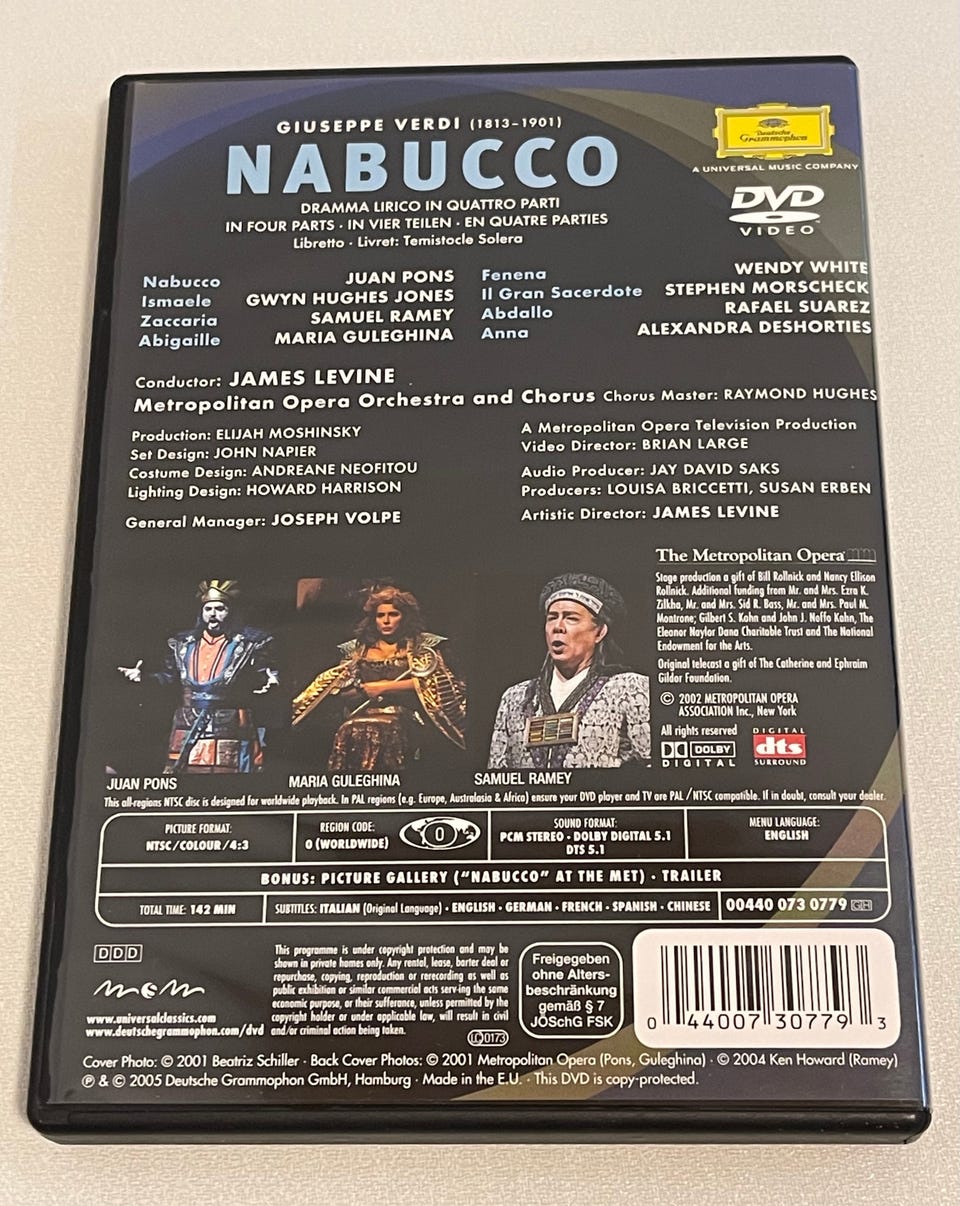 GIUSEPPE VERDI (1813–1901)
NABUCCO
DRAMMA LIRICO IN QUATTRO PARTI
IN FOUR PARTS · IN VIER TEILEN · EN QUATRE PARTIES
Libretto · Livret: Temistocle Solera
Deutsche
Grammophon
A UNIVERSAL MUSIC COMPANY
DVD
VIDEO
Nabucco JUAN PONS
Ismaele GWYN HUGHES JONES
Zaccaria SAMUEL RAMEY
Abigaille MARIA GULEGHINA
Fenena WENDY WHITE
Il Gran Sacerdote STEPHEN MORSCHECK
Abdallo RAFAEL SUAREZ
Anna ALEXANDRA DESHORTIES
Conductor: JAMES LEVINE
Metropolitan Opera Orchestra and Chorus Chorus Master: RAYMOND HUGHES
Production: ELIJAH MOSHINSKY
Set Design: JOHN NAPIER
Costume Design: ANDREANE NEOFITOU
Lighting Design: HOWARD HARRISON
General Manager: JOSEPH VOLPE
A Metropolitan Opera Television Production
Video Director: BRIAN LARGE
Audio Producer: JAY DAVID SAKS
Producers: LOUISA BRICCETTI, SUSAN ERBEN
Artistic Director: JAMES LEVINE
The Metropolitan Opera
Stage production a gift of Bill Rollnick and Nancy Ellison
Rollnick. Additional funding from Mr. and Mrs. Ezra K.
Zilkha, Mr. and Mrs. Sid R. Bass, Mr. and Mrs. Paul M.
Montrone; Gilbert S. Kahn and John J. Noffo Kahn, The
Eleanor Naylor Dana Charitable Trust and The National
Endowment for the Arts.
Original telecast a gift of The Catherine and Ephraim
Gildor Foundation.
© 2002 METROPOLITAN OPERA
ASSOCIATION Inc., New York
All rights reserved
DOLBY
DIGITAL
DIGITAL
dts
SURROUND
JUAN PONS
MARIA GULEGHINA
SAMUEL RAMEY
This all-regions NTSC disc is designed for worldwide playback. In PAL regions (e.g. Europe, Australasia & Africa) ensure your DVD player and TV are PAL/NTSC compatible. If in doubt, consult your dealer.
PICTURE FORMAT:
NTSC/COLOUR/4:3
REGION CODE:
0 (WORLDWIDE)
0
SOUND FORMAT:
PCM STEREO · DOLBY DIGITAL 5.1
DTS 5.1
MENU LANGUAGE:
ENGLISH
BONUS: PICTURE GALLERY ("NABUCCO" AT THE MET) · TRAILER
TOTAL TIME: 142 MIN
SUBTITLES: ITALIAN (Original Language) · ENGLISH · GERMAN · FRENCH · SPANISH · CHINESE
00440 073 0779 GH
DDD
www.universalclassics.com
www.deutschegrammophon.com/dvd
This programme is under copyright protection and may be
shown in private homes only. Any rental, lease, barter deal or
repurchase, copying, reproduction or rerecording as well as
public exhibition or similar commercial acts serv-ing the same
economic purpose, or their sufferance, unless permitted by the
copyright holder or under applicable law, will result in civil
and/or criminal action being taken.
LC0173
Freigegeben
ohne Alters-
beschränkung
gemäß § 7
JÖSchG FSK
0 44007 30779 3
Cover Photo: © 2001 Beatriz Schiller · Back Cover Photos: © 2001 Metropolitan Opera (Pons, Guleghina) · © 2004 Ken Howard (Ramey)
℗ & © 2005 Deutsche Grammophon GmbH, Hamburg · Made in the E.U. · This DVD is copy-protected.